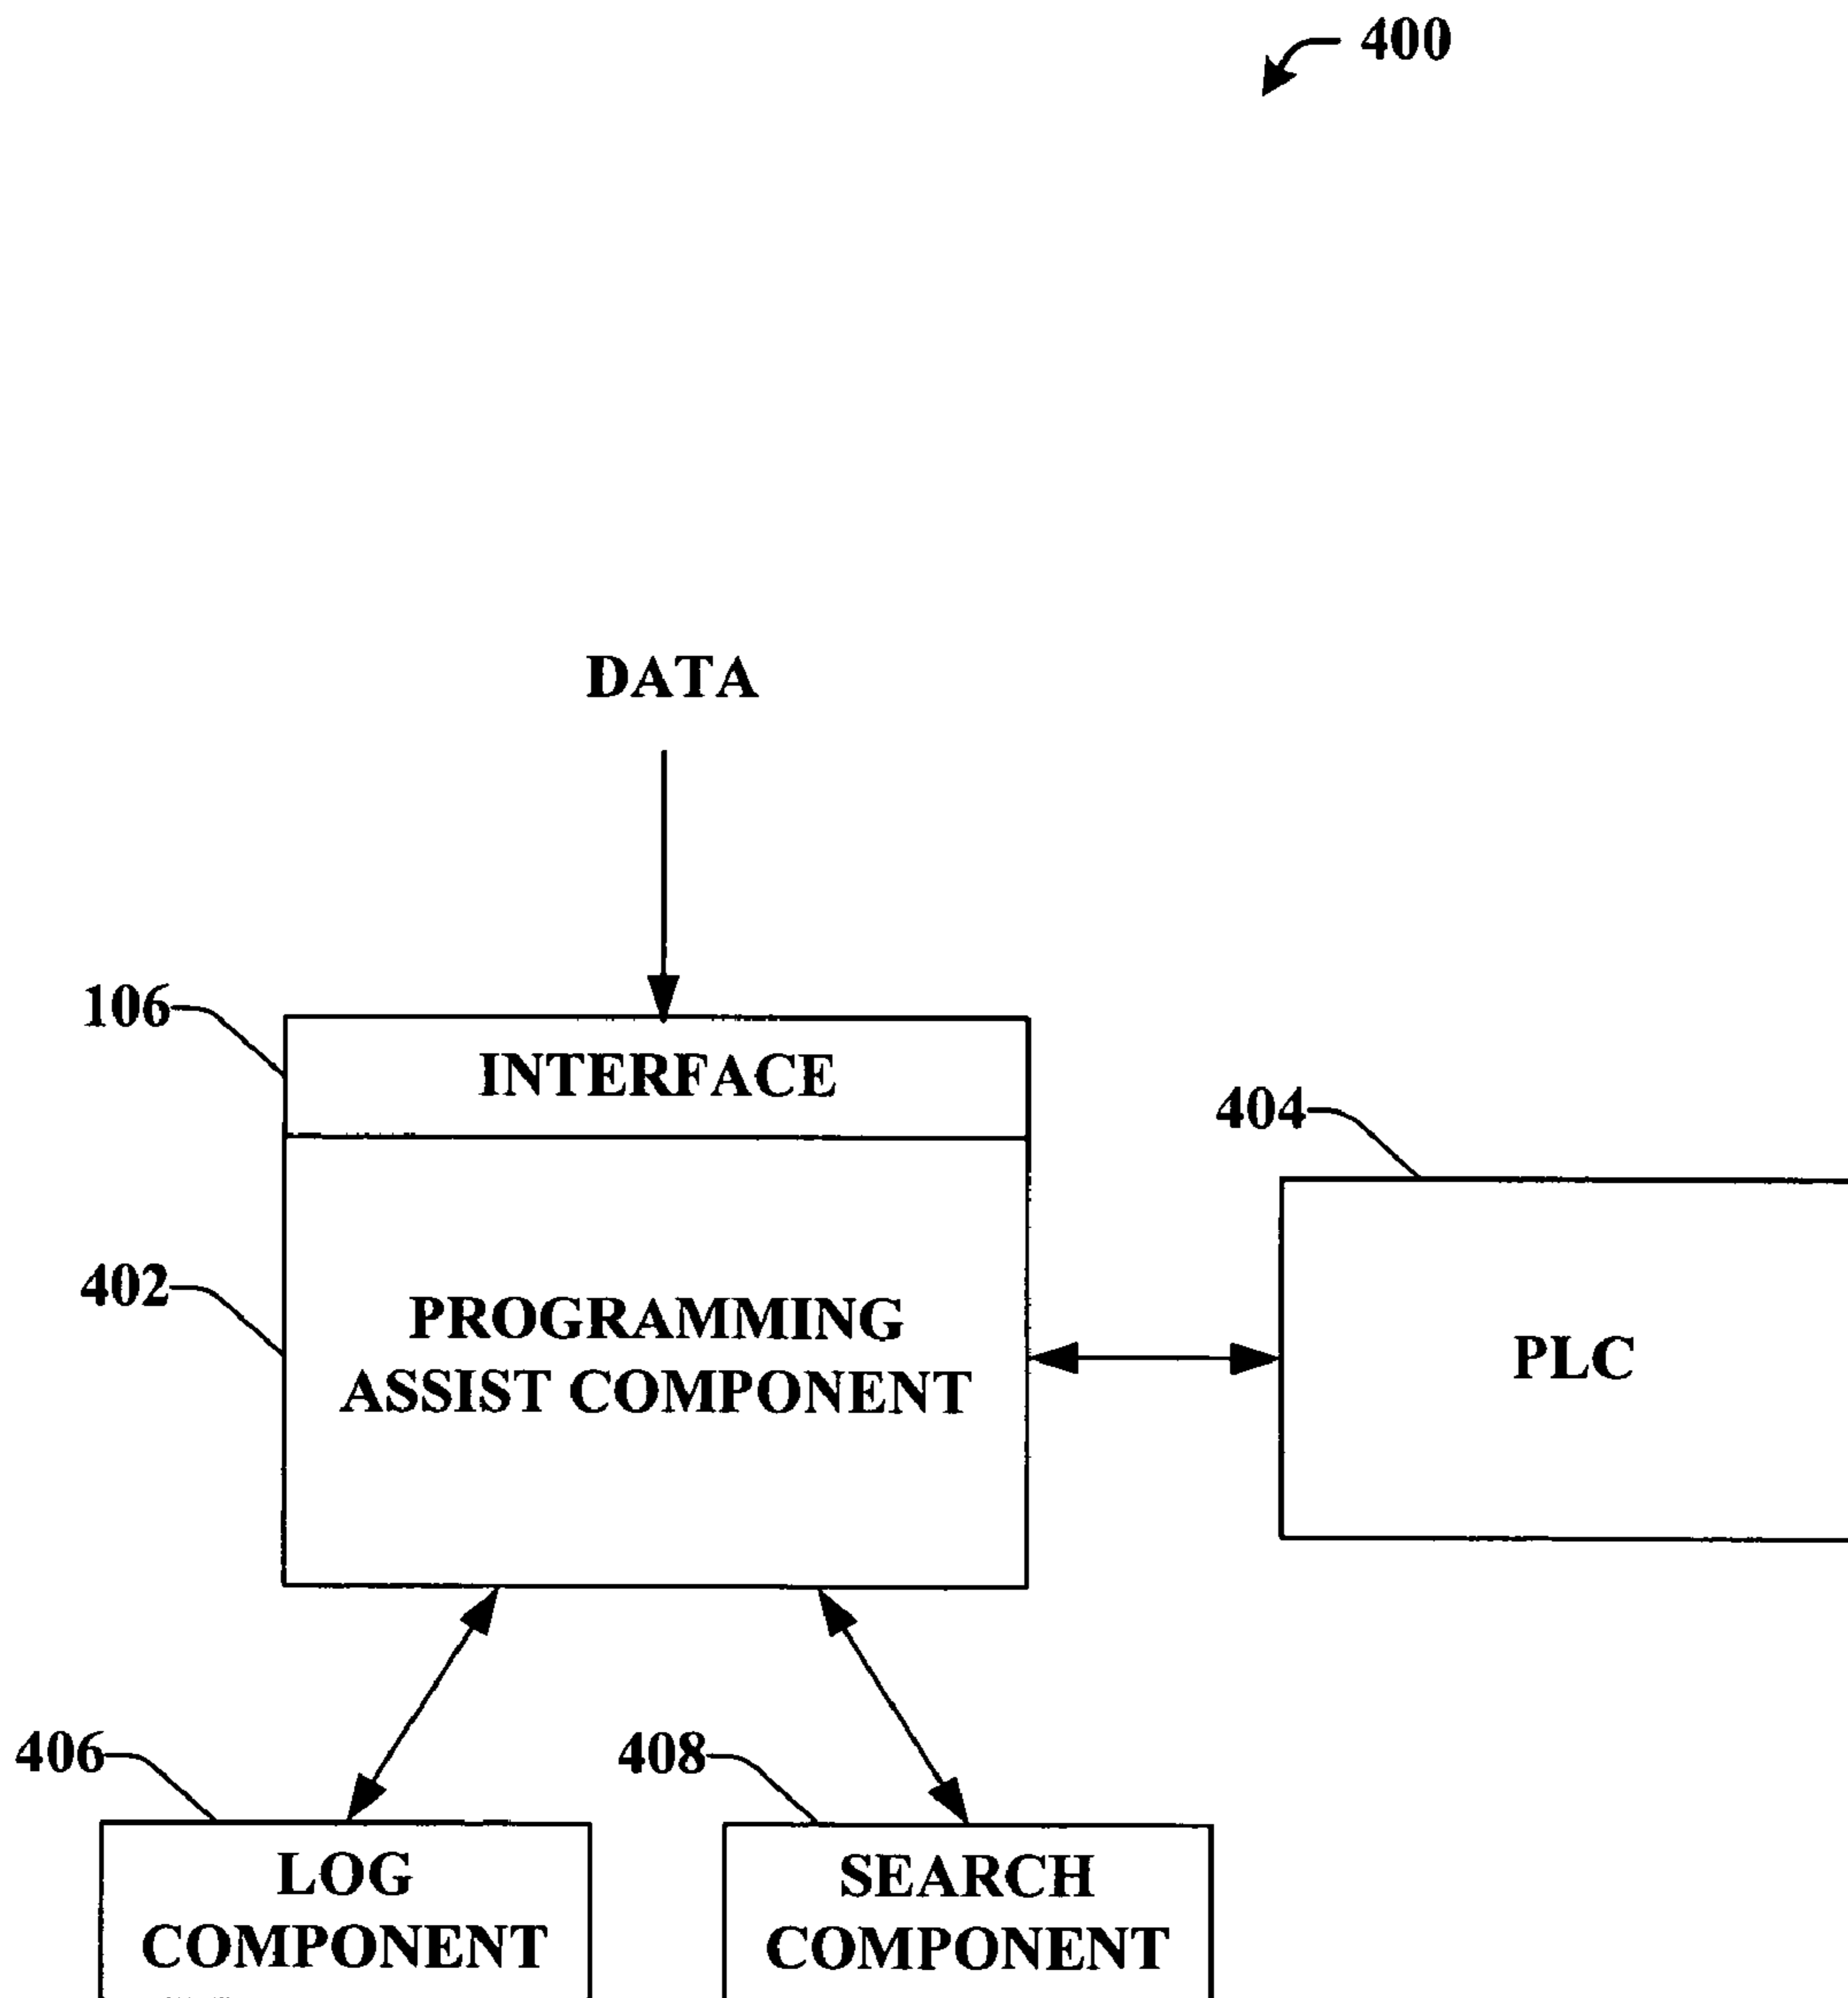 400
DATA
106
INTERFACE
404
402
PROGRAMMING
ASSIST COMPONENT
PLC
406
408
LOG
COMPONENT
SEARCH
COMPONENT